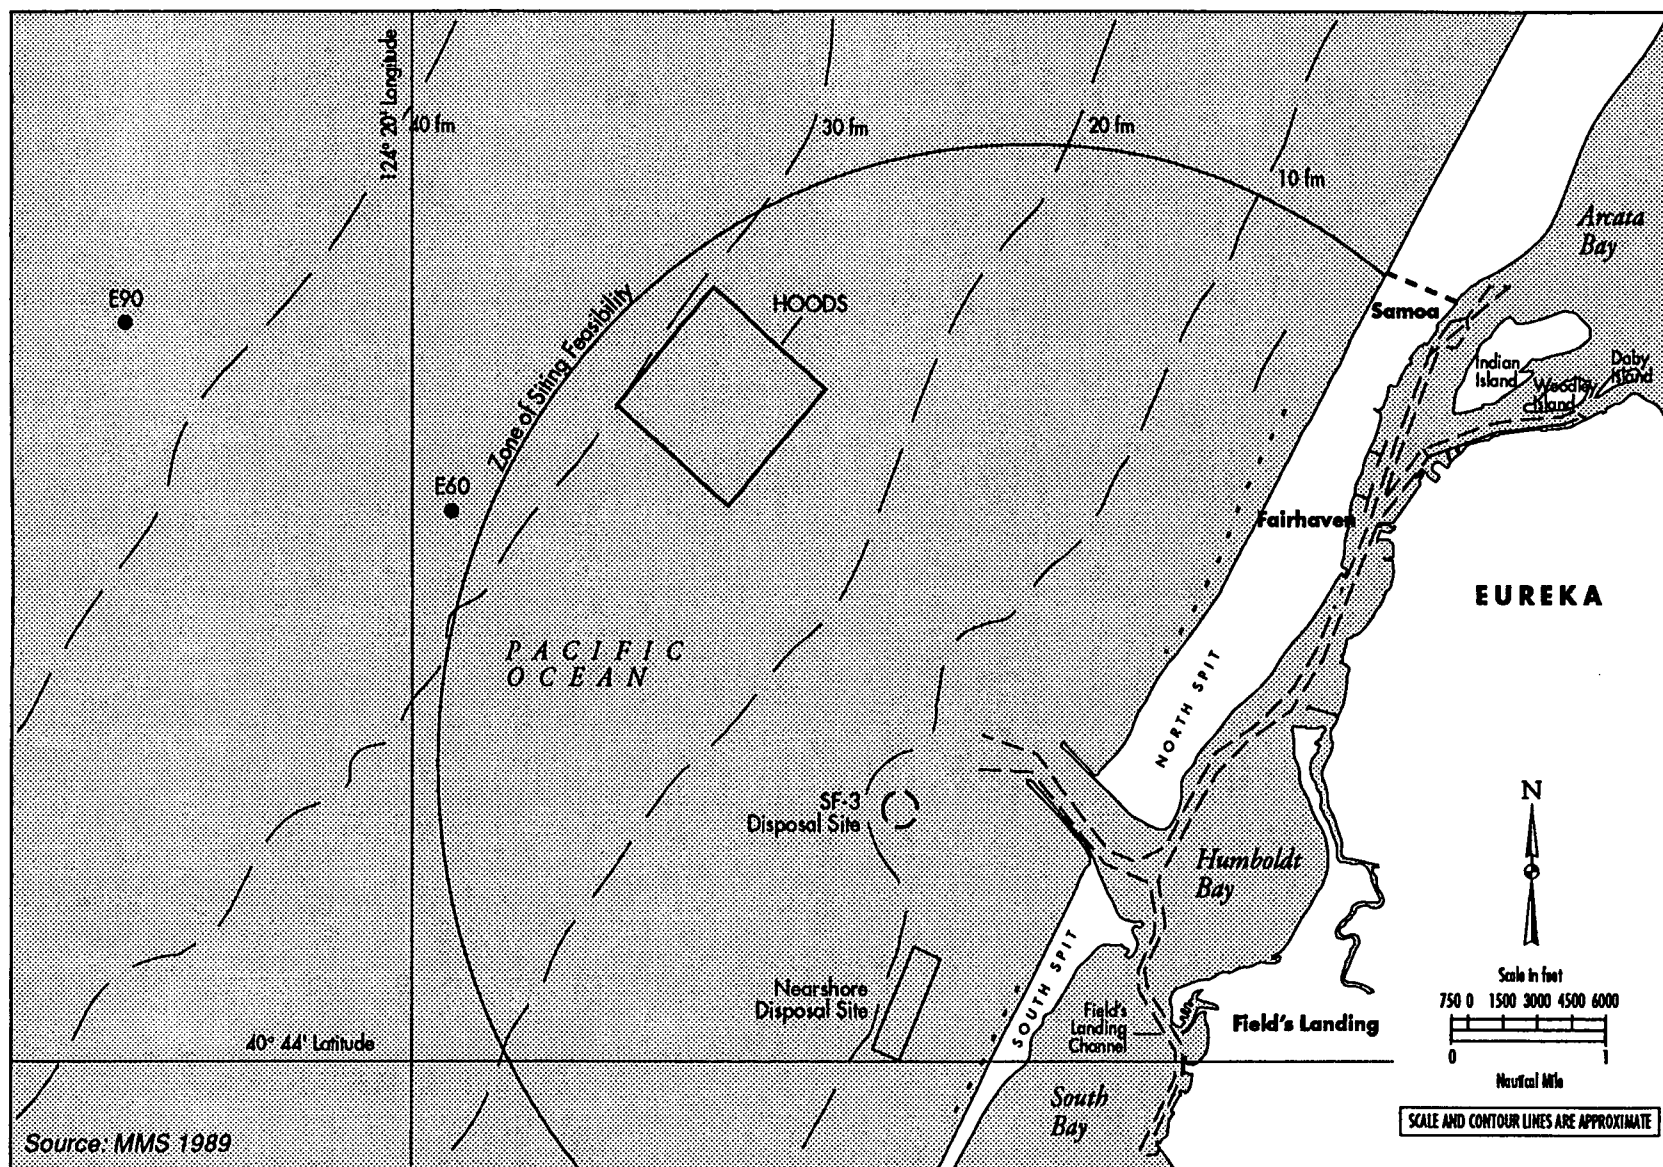 124° 20' Longitude
40 fm
30 fm
20 fm
10 fm
Arcata
Bay
E90
HOODS
Zone of Siting Feasibility
Samoa
Indian
Island
Woodley
Island
Daby
Island
E60
Fairhaven
EUREKA
PACIFIC
OCEAN
NORTH SPIT
SF-3
Disposal Site
Humboldt
Bay
N
SOUTH SPIT
Nearshore
Disposal Site
Field's
Landing
Channel
Field's Landing
40° 44' Latitude
South
Bay
Scale in feet
750 0 1500 3000 4500 6000
0 1
Nautical Mile
SCALE AND CONTOUR LINES ARE APPROXIMATE
Source: MMS 1989